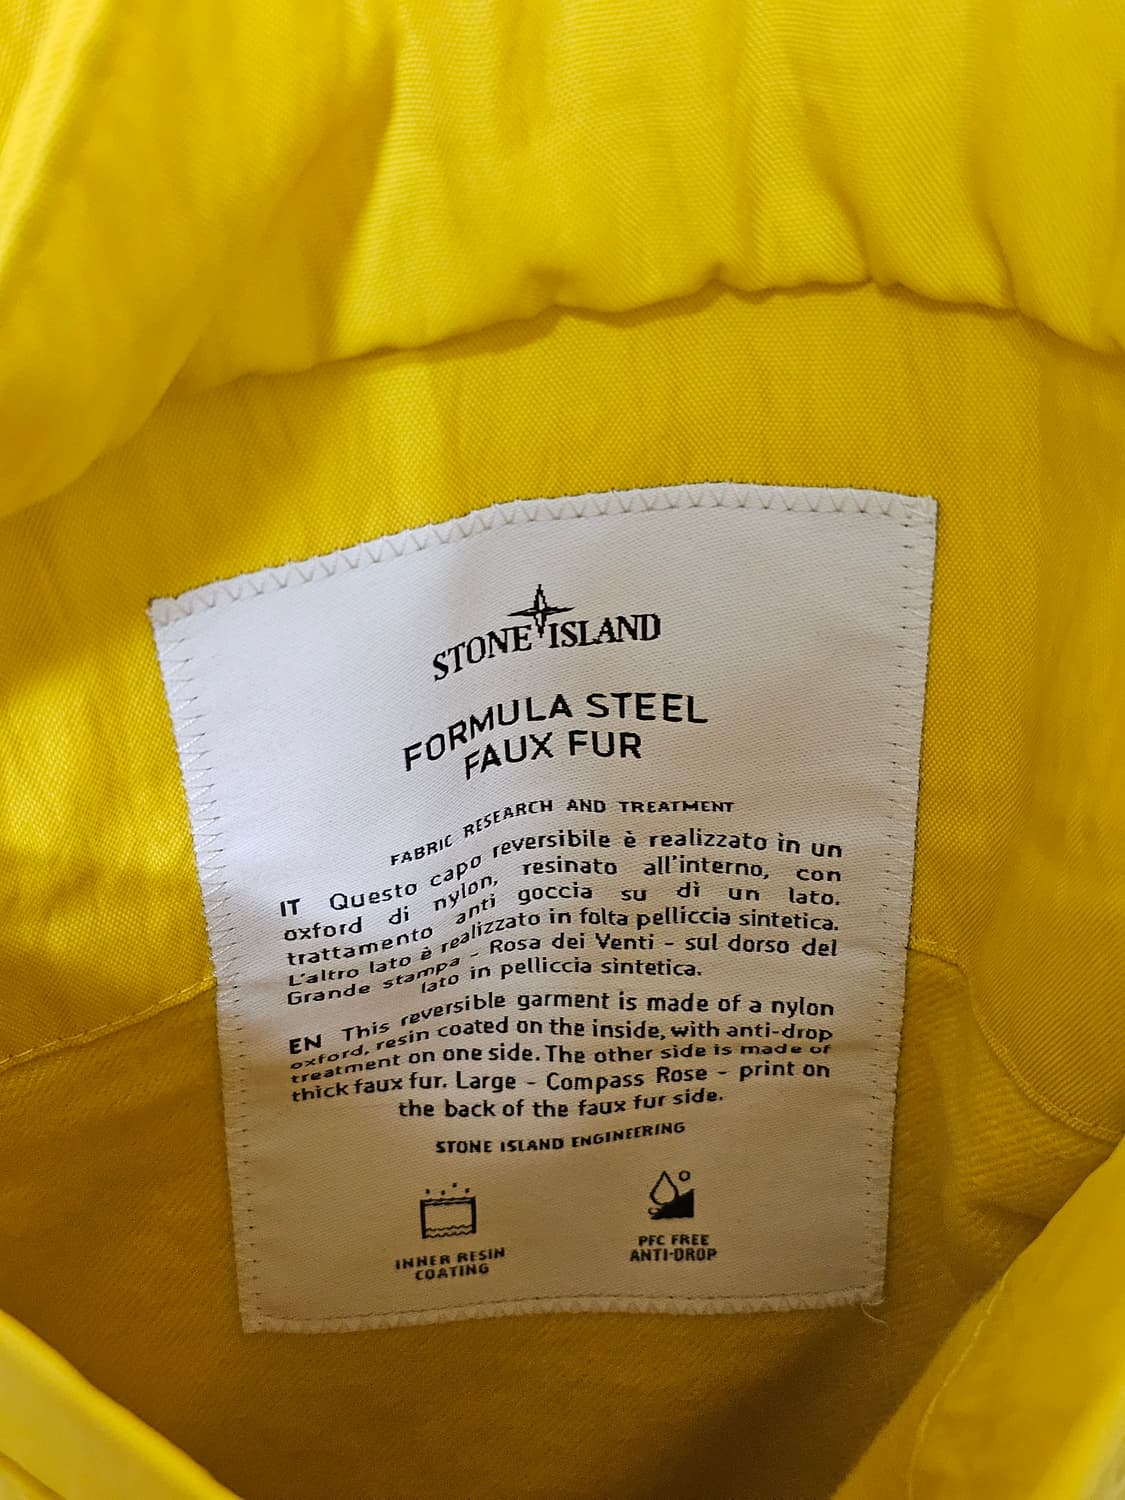 STONE ISLAND
FORMULA STEEL
FAUX FUR
FABRIC RESEARCH AND TREATMENT
IT Questo capo reversibile è realizzato in un
oxford di nylon, resinato all'interno, con
trattamento anti goccia su di un lato.
L'altro lato è realizzato in folta pelliccia sintetica.
Grande stampa - Rosa dei Venti - sul dorso del
lato in pelliccia sintetica.
EN This reversible garment is made of a nylon
oxford, resin coated on the inside, with anti-drop
treatment on one side. The other side is made of
thick faux fur. Large - Compass Rose - print on
the back of the faux fur side.
STONE ISLAND ENGINEERING
INNER RESIN
COATING
PFC FREE
ANTI-DROP